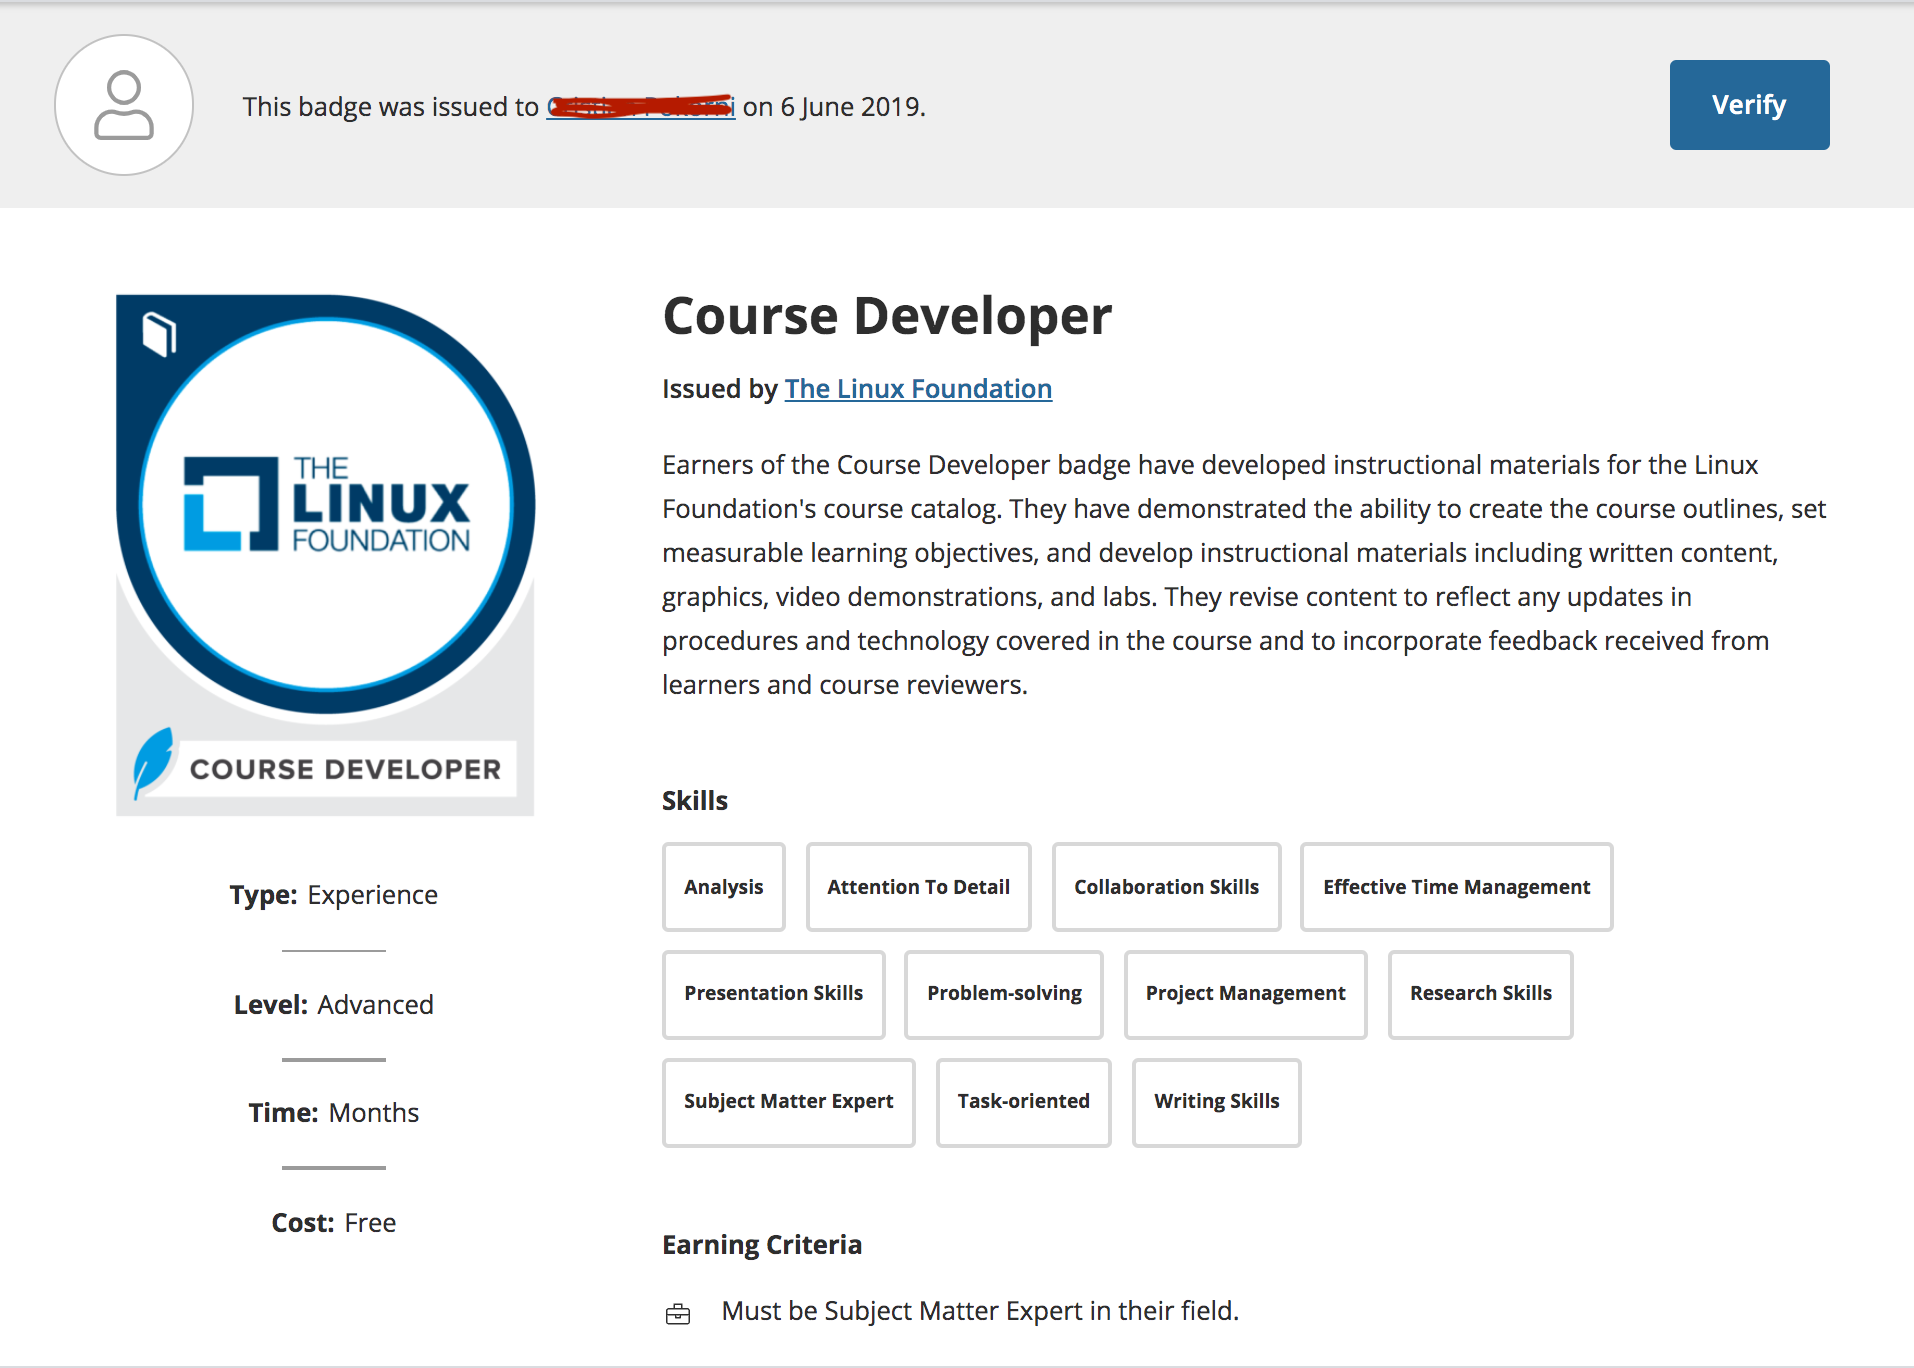 This badge was issued to on 6 June 2019.
Verify
THE
LINUX
FOUNDATION
COURSE DEVELOPER
Type: Experience
Level: Advanced
Time: Months
Cost: Free
Course Developer
Issued by The Linux Foundation
Earners of the Course Developer badge have developed instructional materials for the Linux
Foundation's course catalog. They have demonstrated the ability to create the course outlines, set
measurable learning objectives, and develop instructional materials including written content,
graphics, video demonstrations, and labs. They revise content to reflect any updates in
procedures and technology covered in the course and to incorporate feedback received from
learners and course reviewers.
Skills
Analysis Attention To Detail Collaboration Skills Effective Time Management
Presentation Skills Problem-solving Project Management Research Skills
Subject Matter Expert Task-oriented Writing Skills
Earning Criteria
Must be Subject Matter Expert in their field.